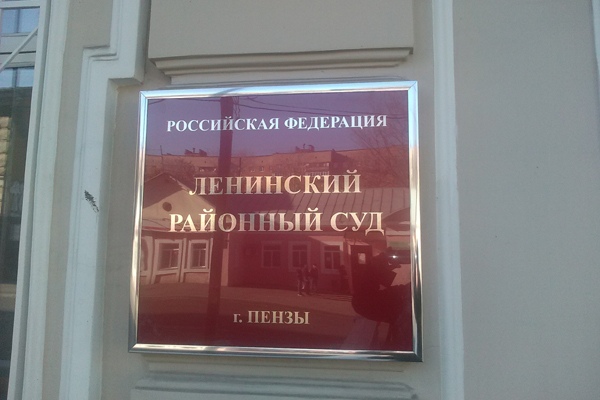 РОССИЙСКАЯ ФЕДЕРАЦИЯ
ЛЕНИНСКИЙ
РАЙОННЫЙ СУД
г. ПЕНЗЫ